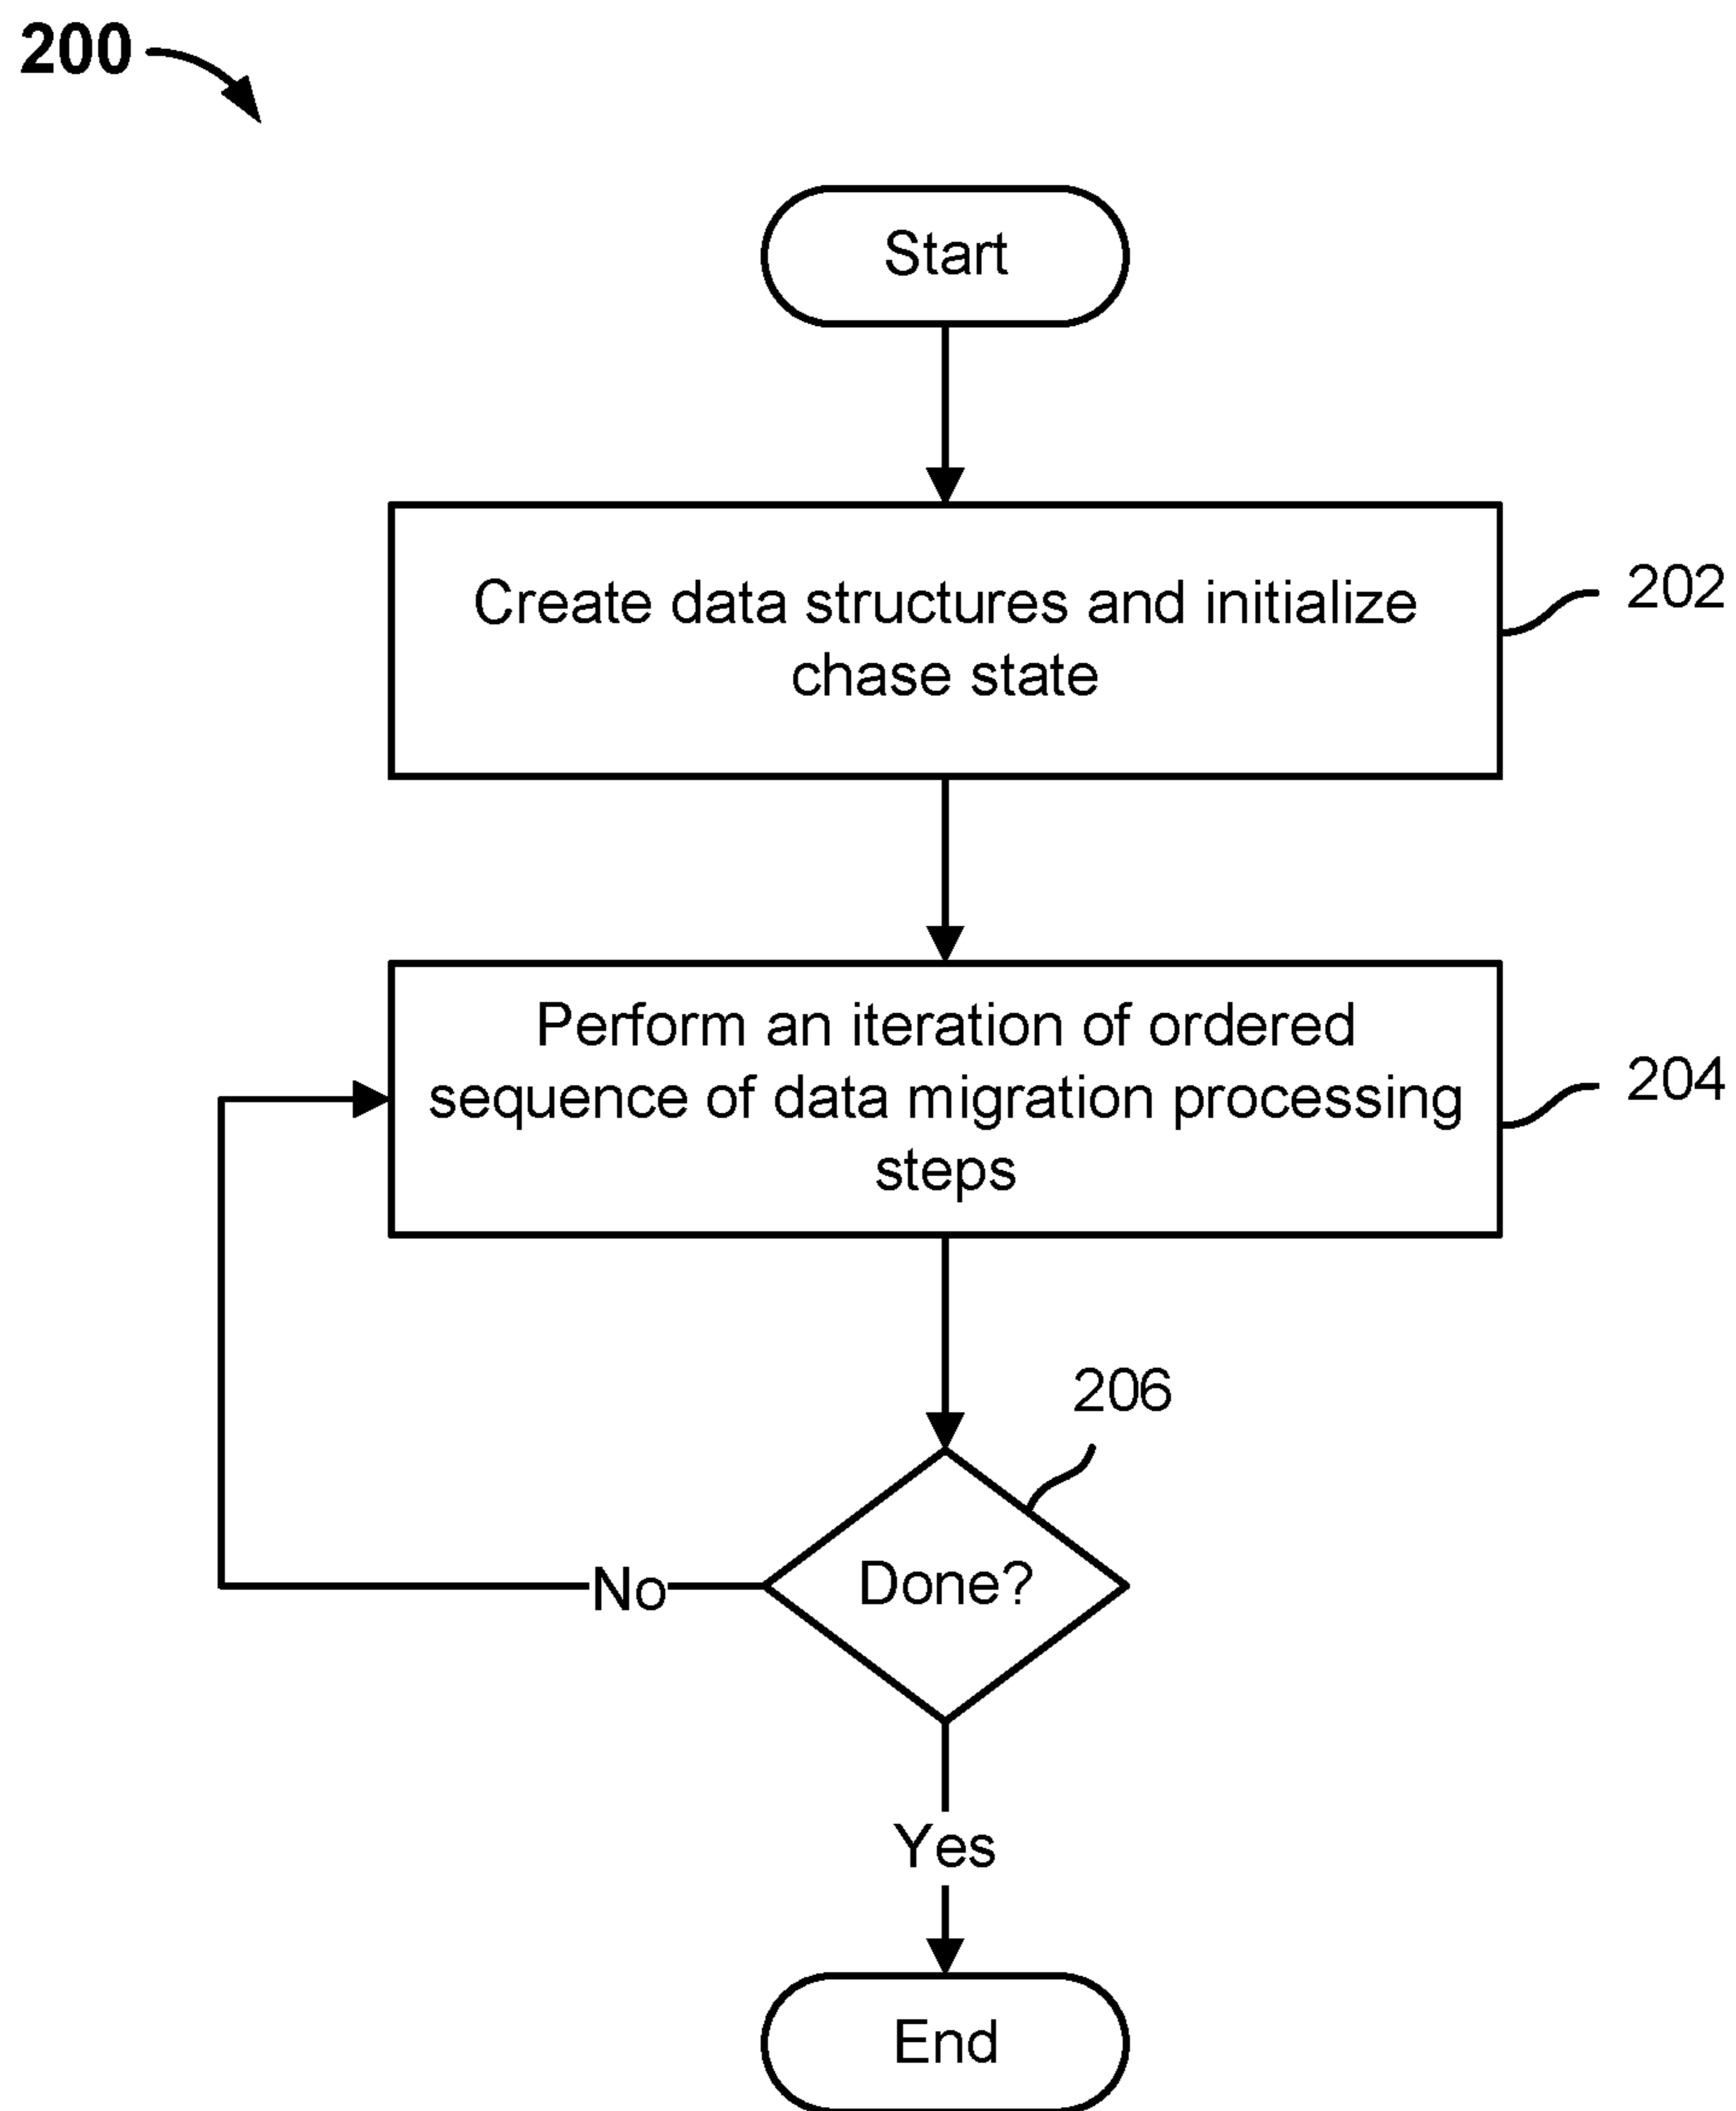 200
Start
Create data structures and initialize
chase state
202
Perform an iteration of ordered
sequence of data migration processing
steps
204
206
Done?
No
Yes
End